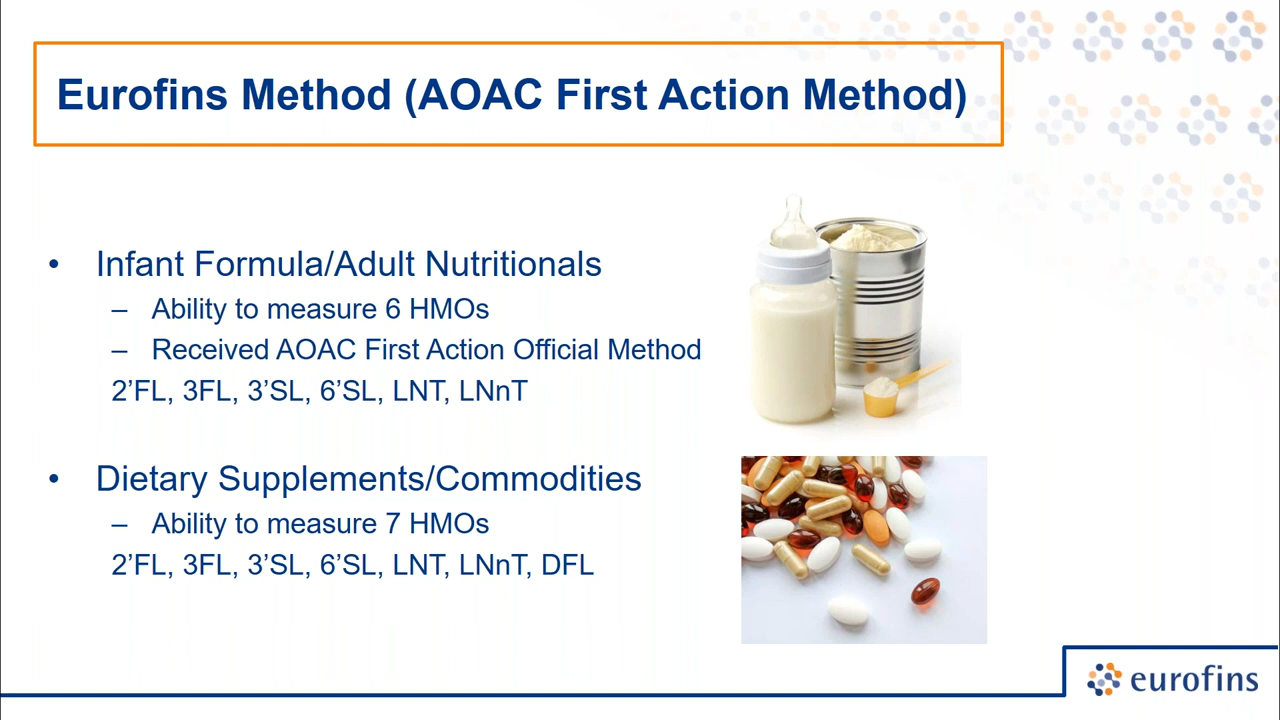 Eurofins Method (AOAC First Action Method)
• Infant Formula/Adult Nutritionals
– Ability to measure 6 HMOs
– Received AOAC First Action Official Method
2’FL, 3FL, 3’SL, 6’SL, LNT, LNnT
• Dietary Supplements/Commodities
– Ability to measure 7 HMOs
2’FL, 3FL, 3’SL, 6’SL, LNT, LNnT, DFL
eurofins